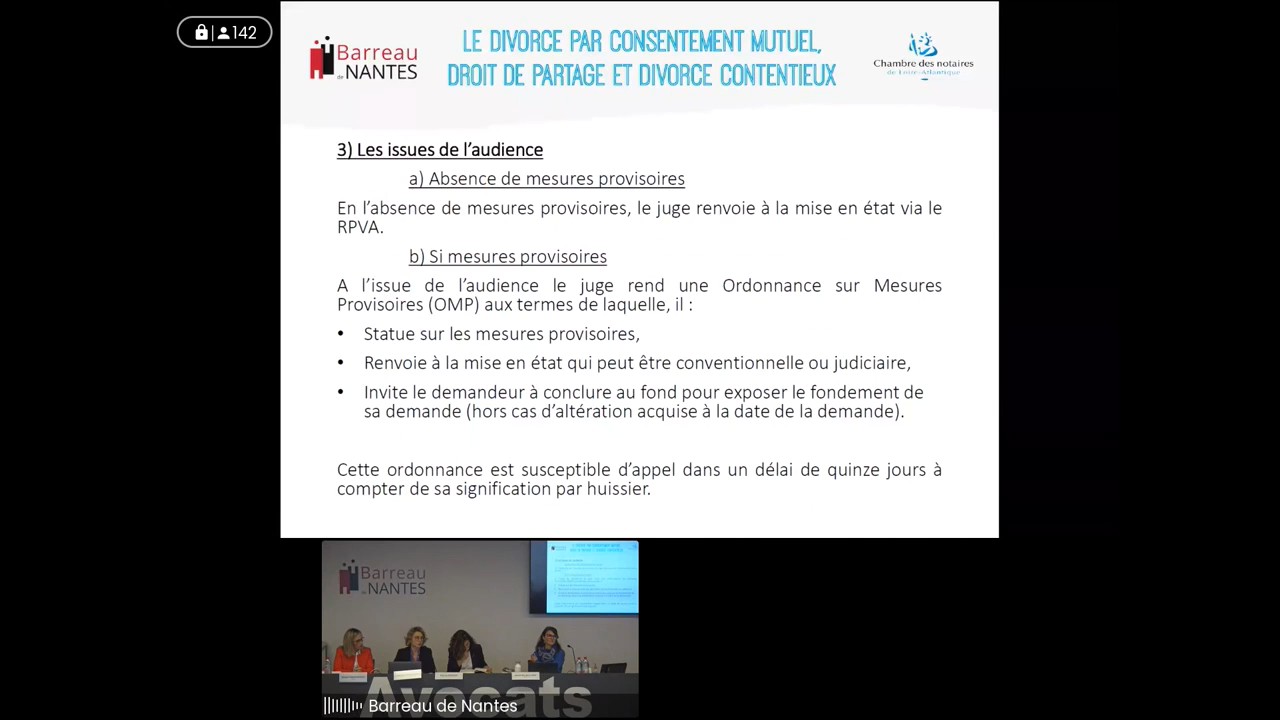 142
Barreau
de NANTES
LE DIVORCE PAR CONSENTEMENT MUTUEL,
DROIT DE PARTAGE ET DIVORCE CONTENTIEUX
Chambre des notaires
de Loire-Atlantique
3) Les issues de l’audience
a) Absence de mesures provisoires
En l’absence de mesures provisoires, le juge renvoie à la mise en état via le
RPVA.
b) Si mesures provisoires
A l’issue de l’audience le juge rend une Ordonnance sur Mesures
Provisoires (OMP) aux termes de laquelle, il :
• Statue sur les mesures provisoires,
• Renvoie à la mise en état qui peut être conventionnelle ou judiciaire,
• Invite le demandeur à conclure au fond pour exposer le fondement de
sa demande (hors cas d’altération acquise à la date de la demande).
Cette ordonnance est susceptible d’appel dans un délai de quinze jours à
compter de sa signification par huissier.
Barreau
de NANTES
Avocats
Barreau de Nantes